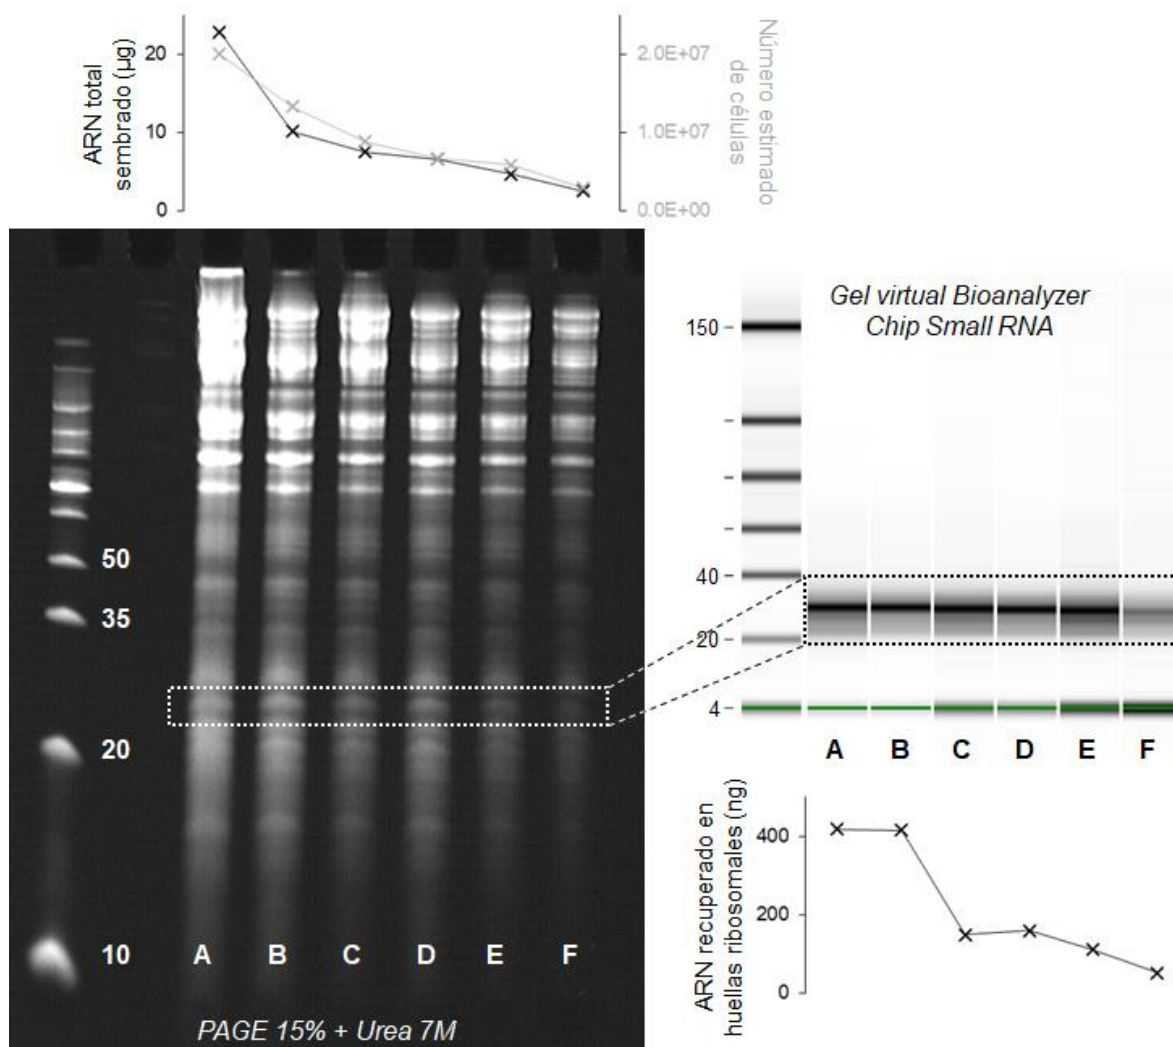 ARN total
sembrado (µg)
20
10
0
2.0E+07
1.0E+07
0.0E+00
Número estimado
de células
50
35
20
10
A B C D E F
PAGE 15% + Urea 7M
Gel virtual Bioanalyzer
Chip Small RNA
150
40
20
4
A B C D E F
ARN recuperado en
huellas ribosomales (ng)
400
200
0